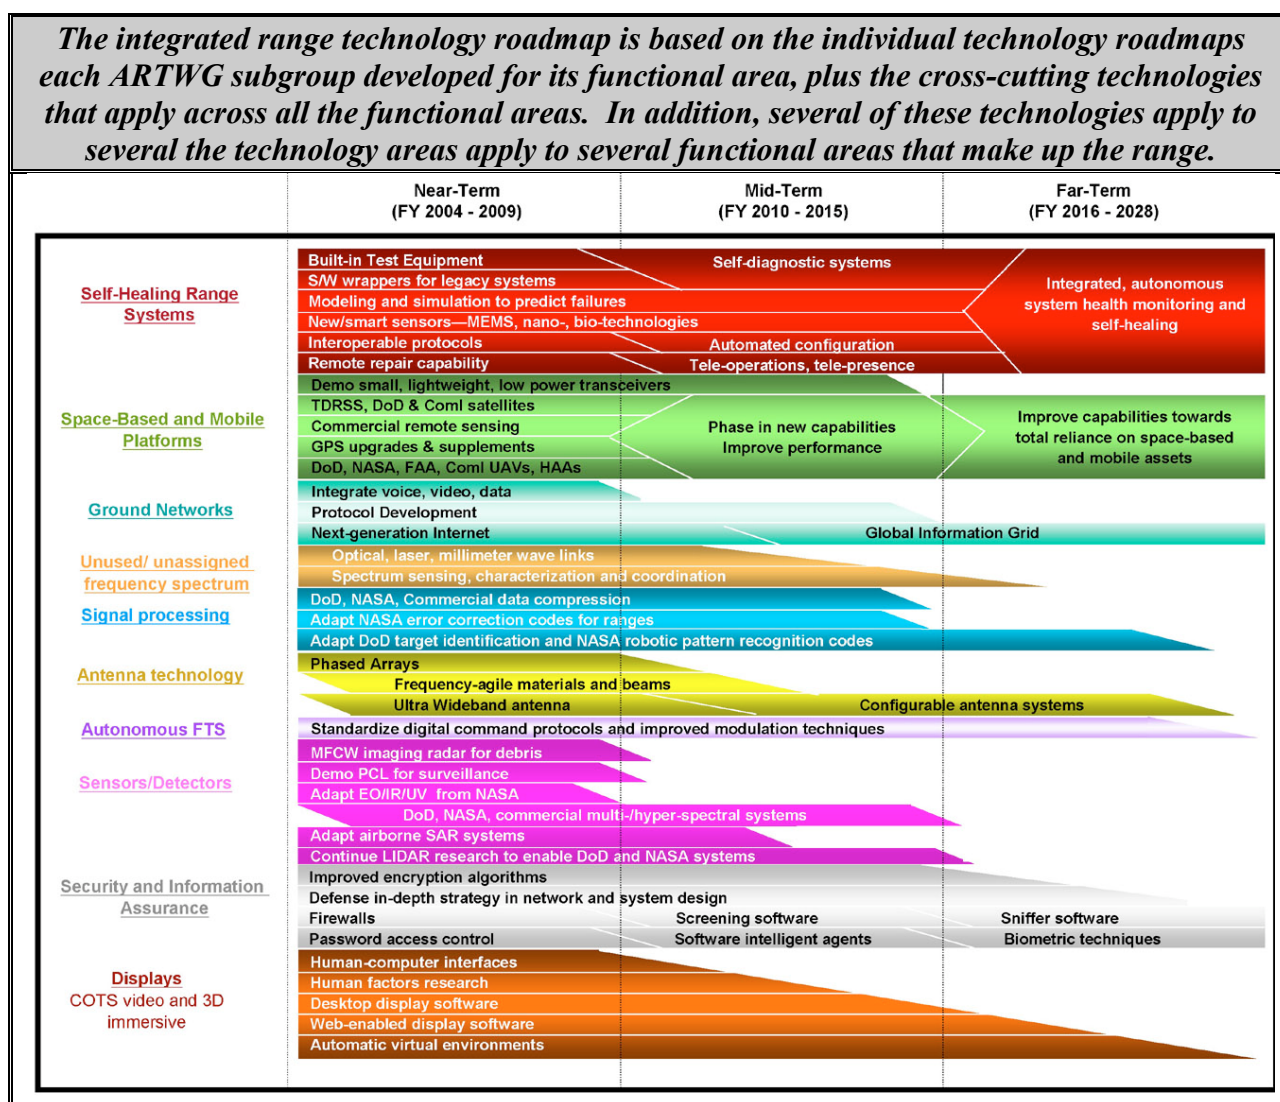 The integrated range technology roadmap is based on the individual technology roadmaps
each ARTWG subgroup developed for its functional area, plus the cross-cutting technologies
that apply across all the functional areas.  In addition, several of these technologies apply to
several the technology areas apply to several functional areas that make up the range.
Near-Term
(FY 2004 - 2009)
Mid-Term
(FY 2010 - 2015)
Far-Term
(FY 2016 - 2028)
Self-Healing Range
Systems
Built-in Test Equipment
S/W wrappers for legacy systems
Modeling and simulation to predict failures
New/smart sensors—MEMS, nano-, bio-technologies
Interoperable protocols
Remote repair capability
Self-diagnostic systems
Automated configuration
Tele-operations, tele-presence
Integrated, autonomous
system health monitoring and
self-healing
Space-Based and Mobile
Platforms
Demo small, lightweight, low power transceivers
TDRSS, DoD & Coml satellites
Commercial remote sensing
GPS upgrades & supplements
DoD, NASA, FAA, Coml UAVs, HAAs
Phase in new capabilities
Improve performance
Improve capabilities towards
total reliance on space-based
and mobile assets
Ground Networks
Integrate voice, video, data
Protocol Development
Next-generation Internet
Global Information Grid
Unused/ unassigned
frequency spectrum
Optical, laser, millimeter wave links
Spectrum sensing, characterization and coordination
Signal processing
DoD, NASA, Commercial data compression
Adapt NASA error correction codes for ranges
Adapt DoD target identification and NASA robotic pattern recognition codes
Antenna technology
Phased Arrays
Frequency-agile materials and beams
Ultra Wideband antenna
Configurable antenna systems
Autonomous FTS
Standardize digital command protocols and improved modulation techniques
Sensors/Detectors
MFCW imaging radar for debris
Demo PCL for surveillance
Adapt EO/IR/UV  from NASA
DoD, NASA, commercial multi-/hyper-spectral systems
Adapt airborne SAR systems
Continue LIDAR research to enable DoD and NASA systems
Security and Information
Assurance
Improved encryption algorithms
Defense in-depth strategy in network and system design
Firewalls
Screening software
Sniffer software
Password access control
Software intelligent agents
Biometric techniques
Displays
COTS video and 3D
immersive
Human-computer interfaces
Human factors research
Desktop display software
Web-enabled display software
Automatic virtual environments